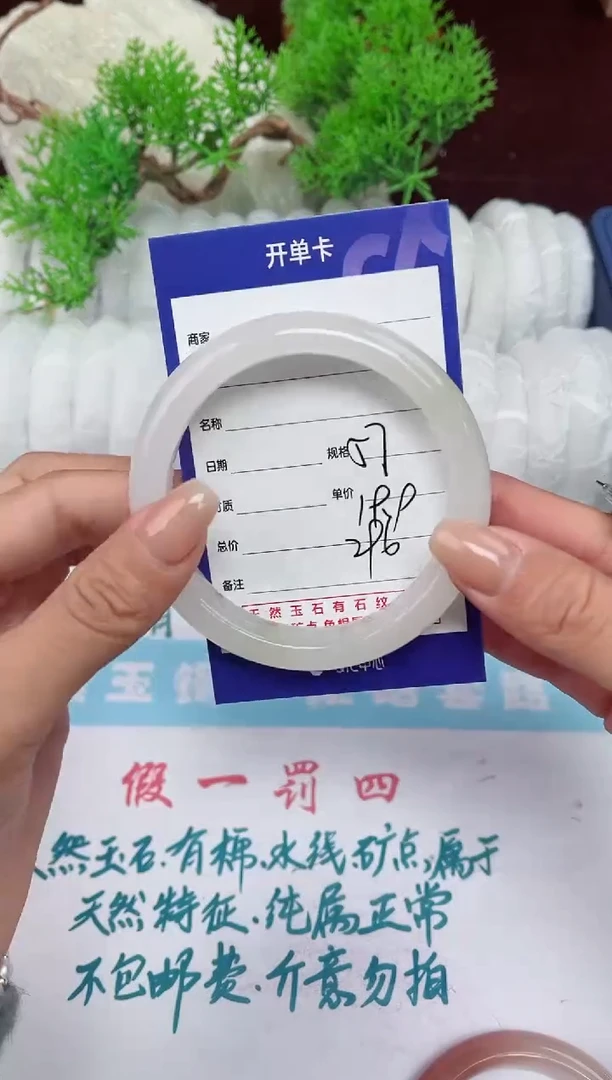 开单卡
商家
名称
日期
规格 57
质
单价
总价
备注
天然玉石有石纹
玉
假一罚四
然玉石.有棉.水线.矿点,属于
天然特征.纯属正常
不包邮费.介意勿拍